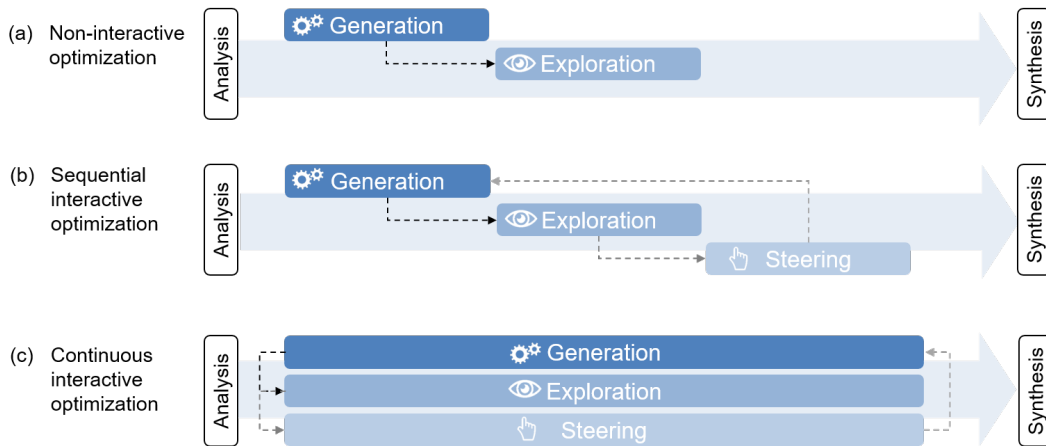 (a) Non-interactive
optimization
Analysis
Generation
Exploration
Synthesis
(b) Sequential
interactive
optimization
Analysis
Generation
Exploration
Steering
Synthesis
(c) Continuous
interactive
optimization
Analysis
Generation
Exploration
Steering
Synthesis